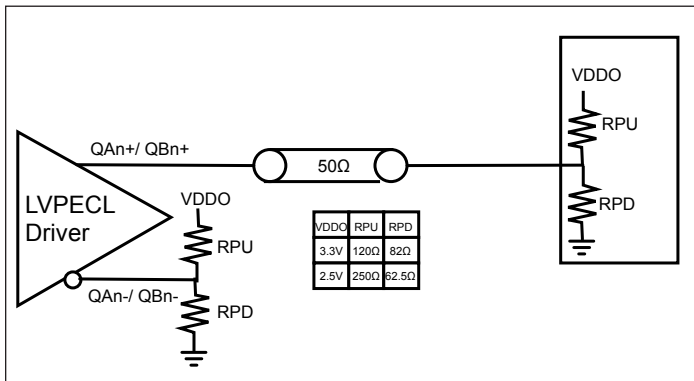 VDDO
RPU
QAn+/ QBn+
50Ω
RPD
LVPECL
Driver
VDDO
RPU
QAn-/ QBn-
RPD
VDDO RPU RPD
3.3V 120Ω 82Ω
2.5V 250Ω 62.5Ω